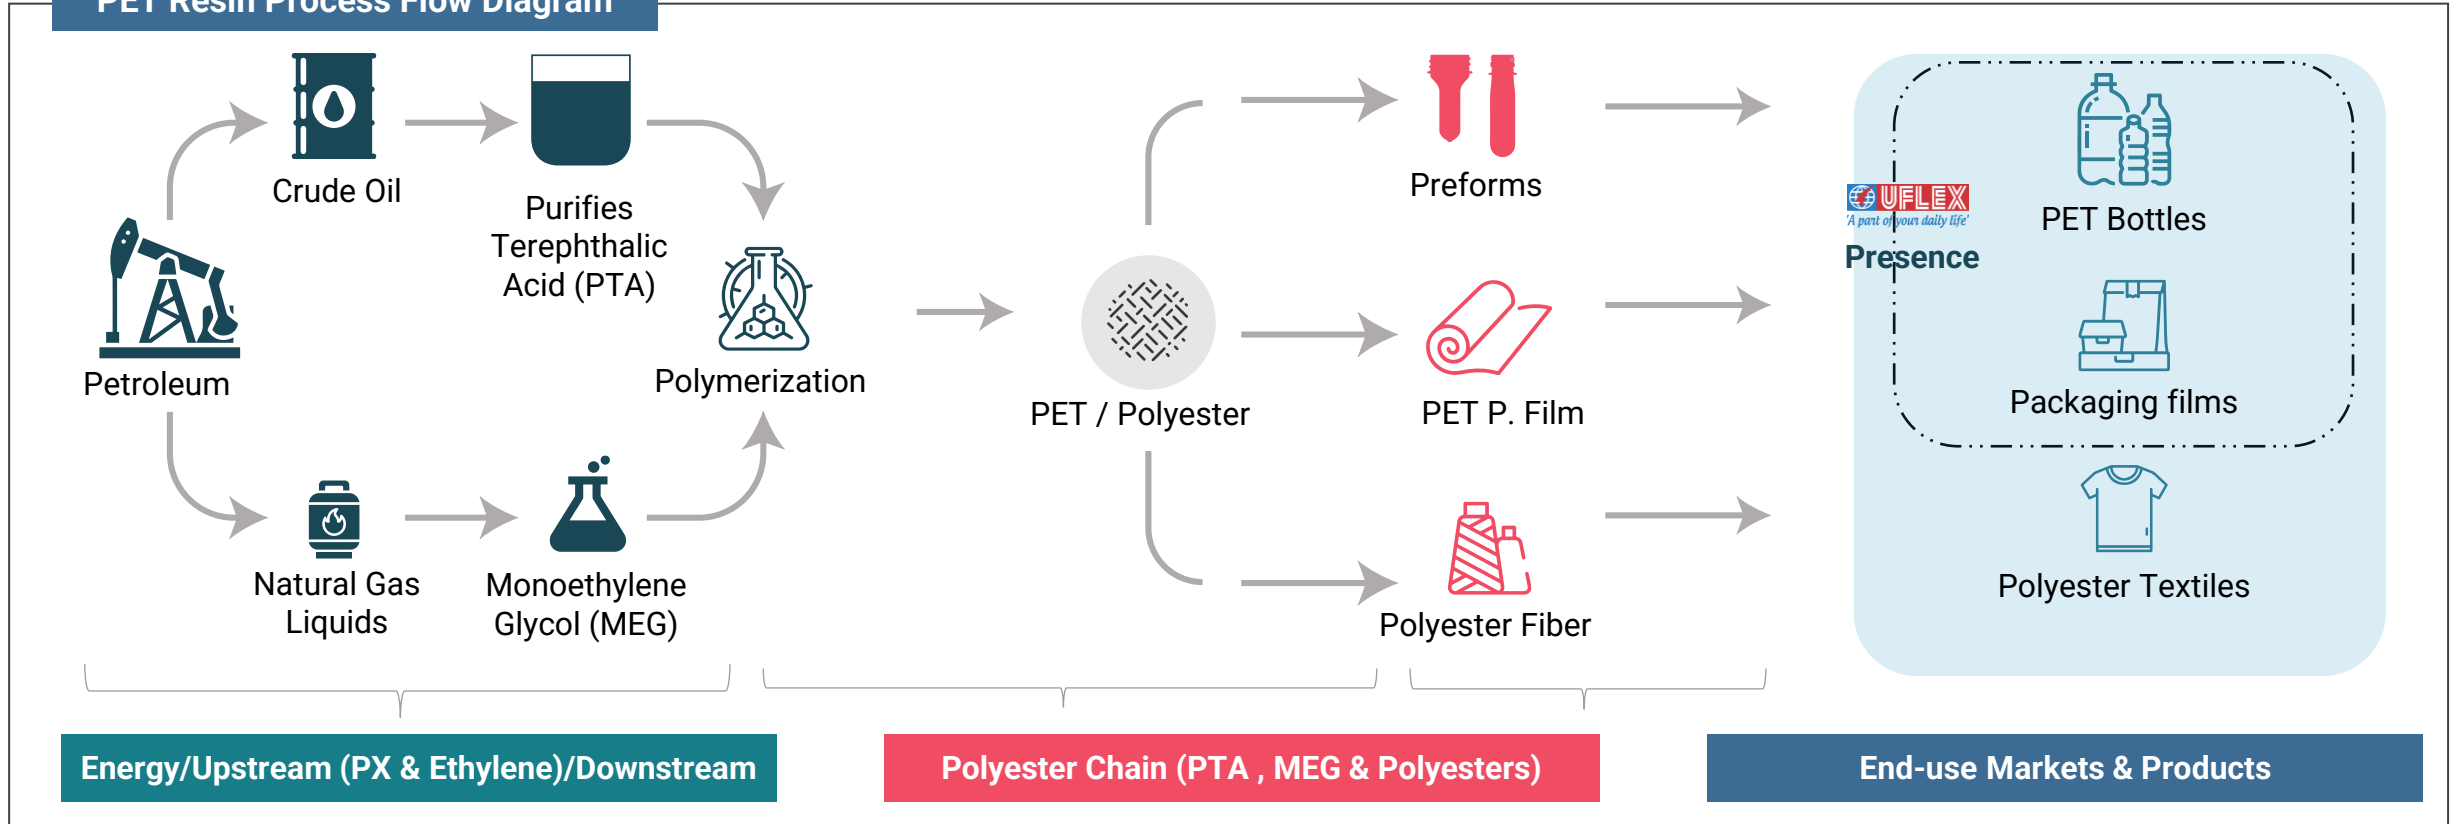 PET Resin Process Flow Diagram
Crude Oil
Purifies
Terephthalic
Acid (PTA)
Petroleum
Polymerization
Natural Gas
Liquids
Monoethylene
Glycol (MEG)
PET / Polyester
Preforms
PET P. Film
Polyester Fiber
UFLEX
'A part of your daily life'
Presence
PET Bottles
Packaging films
Polyester Textiles
Energy/Upstream (PX & Ethylene)/Downstream
Polyester Chain (PTA , MEG & Polyesters)
End-use Markets & Products